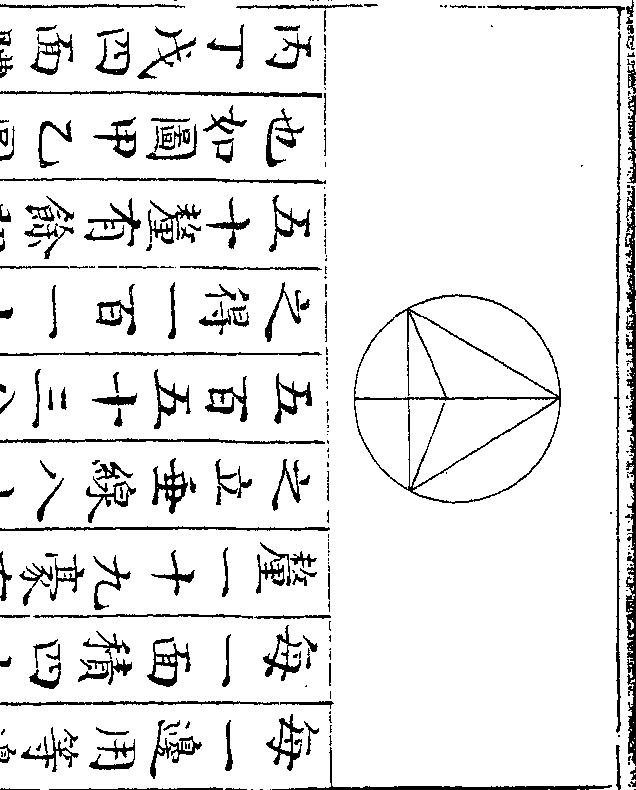 每一邊用等
每一面積四
釐一十九豪
之立垂線八
五百五十三
之得一百一
五十釐有餘
也如圖甲乙
丙丁戊四面